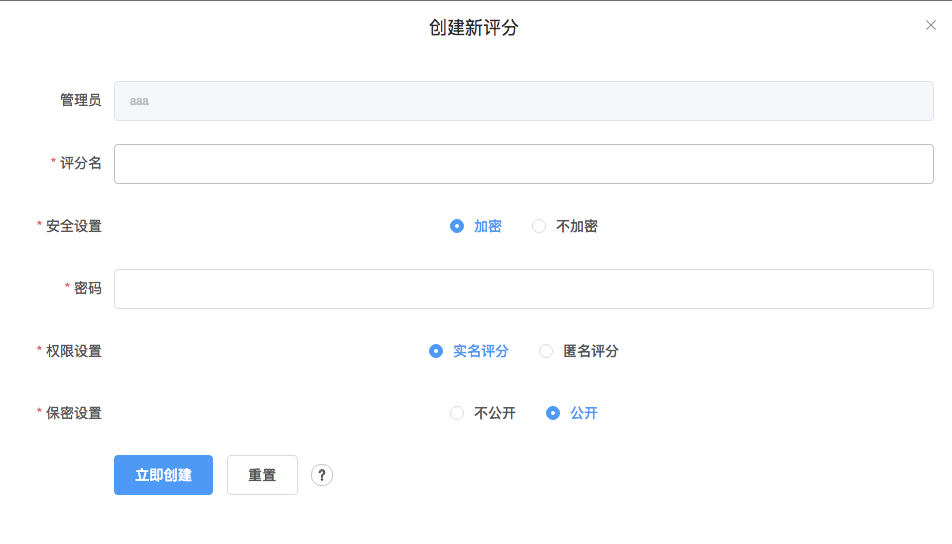 创建新评分
管理员 aaa
* 评分名
* 安全设置 加密 不加密
* 密码
* 权限设置 实名评分 匿名评分
* 保密设置 不公开 公开
立即创建 重置 ?